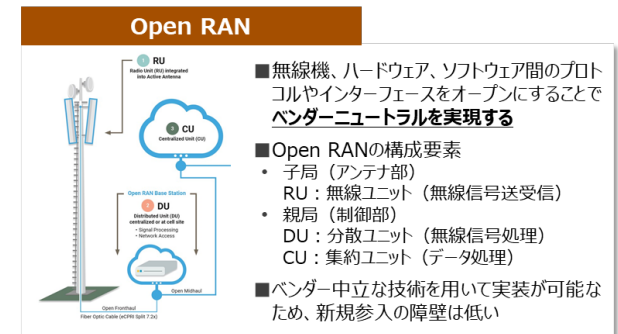 Open RAN
1 RU
Radio Unit (RU) integrated
into Active Antenna
3 CU
Centralized Unit (CU)
Open RAN Base Station
2 DU
Distributed Unit (DU)
centralized or at cell site
• Signal Processing
• Network Access
Open Midhaul
Open Fronthaul
Fiber Optic Cable (eCPRI Split 7.2x)
■無線機、ハードウェア、ソフトウェア間のプロト
コルやインターフェースをオープンにすることで
ベンダーニュートラルを実現する
■Open RANの構成要素
• 子局（アンテナ部）
RU：無線ユニット（無線信号送受信）
• 親局（制御部）
DU：分散ユニット（無線信号処理）
CU：集約ユニット（データ処理）
■ベンダー中立な技術を用いて実装が可能な
ため、新規参入の障壁は低い